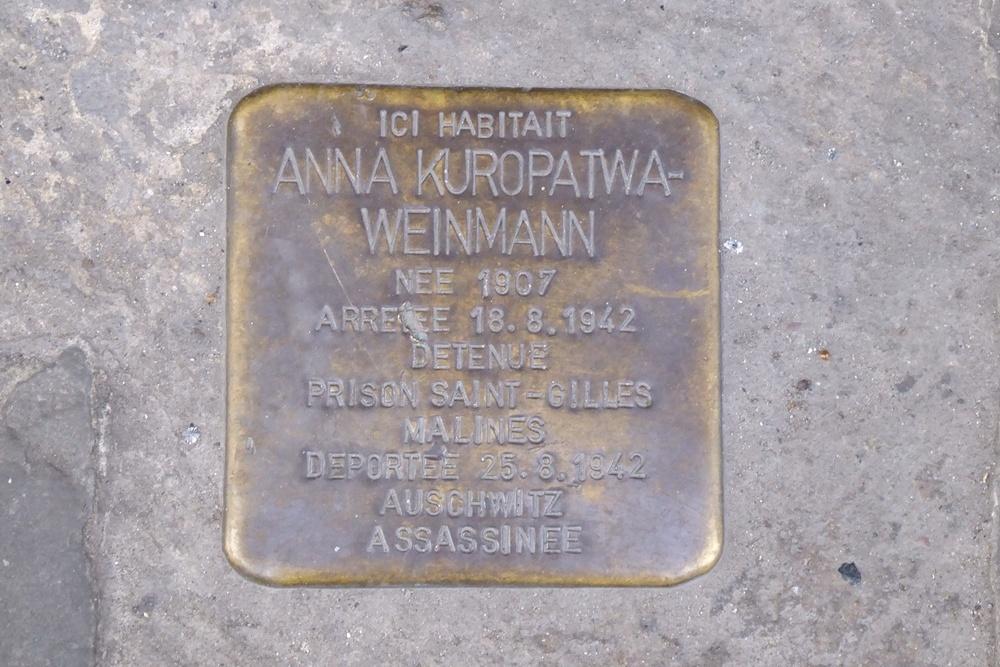 ICI HABITAIT
ANNA KUROPATWA-
WEINMANN
NEE 1907
ARRETEE 18.8.1942
DETENUE
PRISON SAINT-GILLES
MALINES
DEPORTEE 25.8.1942
AUSCHWITZ
ASSASSINEE